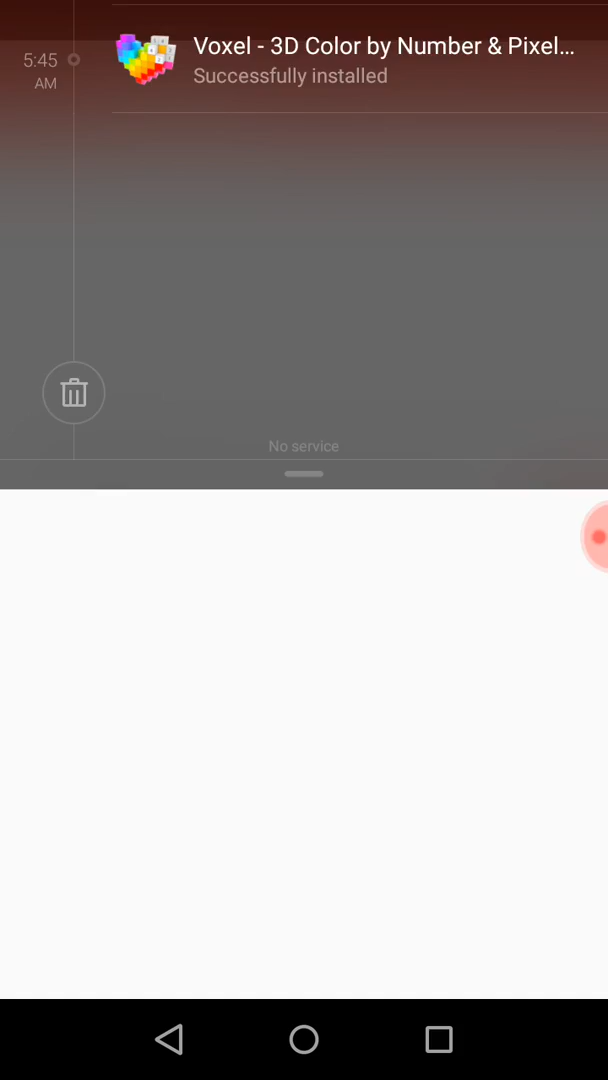 5:45
AM
Voxel - 3D Color by Number & Pixel...
Successfully installed
No service